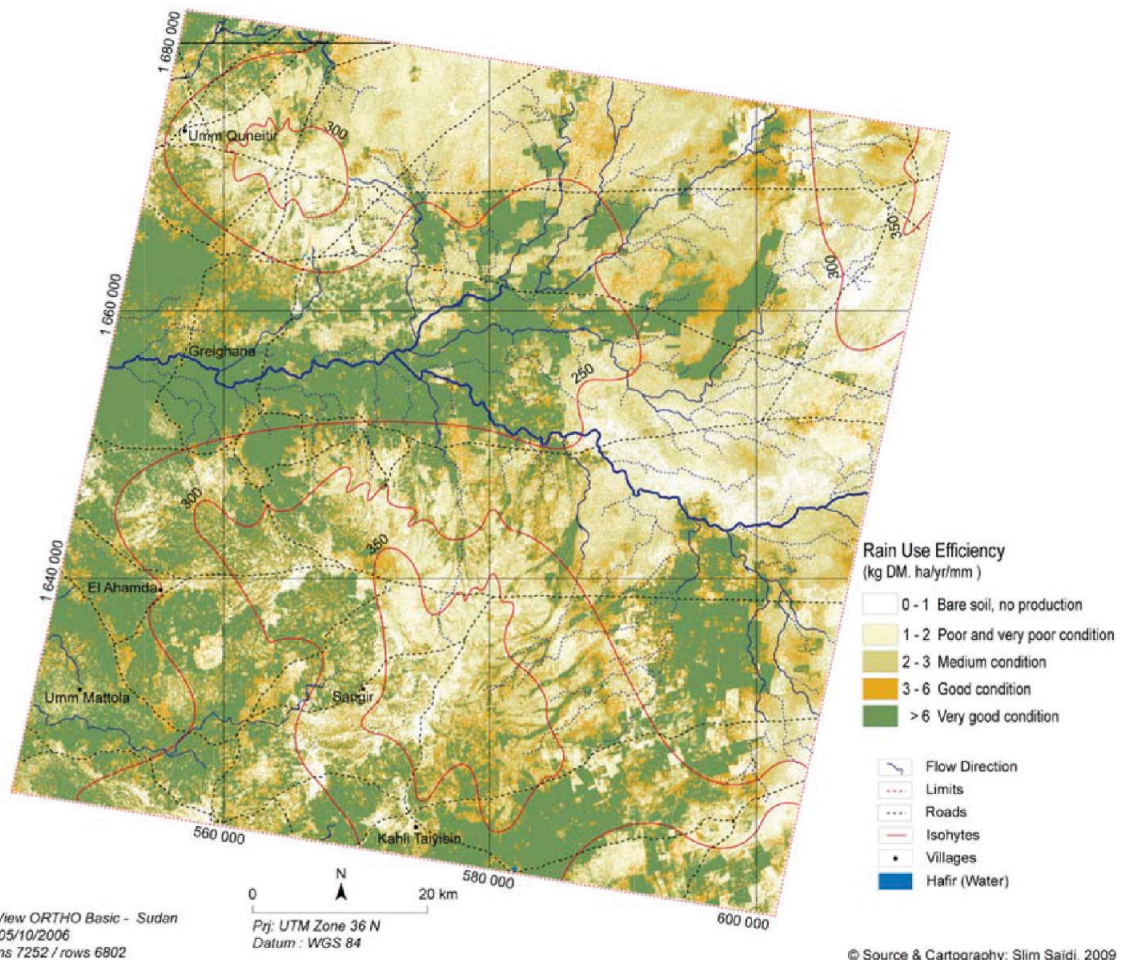 1 680 000
Umm Quneitir
300
350
300
1 660 000
Greighana
250
300
350
1 640 000
El Ahamda
Umm Mattola
Sangir
Kahli Taiyibin
560 000
580 000
600 000
Rain Use Efficiency
(kg DM. ha/yr/mm )
0 - 1 Bare soil, no production
1 - 2 Poor and very poor condition
2 - 3 Medium condition
3 - 6 Good condition
> 6 Very good condition
Flow Direction
Limits
Roads
Isohytes
Villages
Hafir (Water)
N
0 20 km
Prj: UTM Zone 36 N
Datum : WGS 84
View ORTHO Basic - Sudan
05/10/2006
ns 7252 / rows 6802
© Source & Cartography: Slim Saïdi, 2009